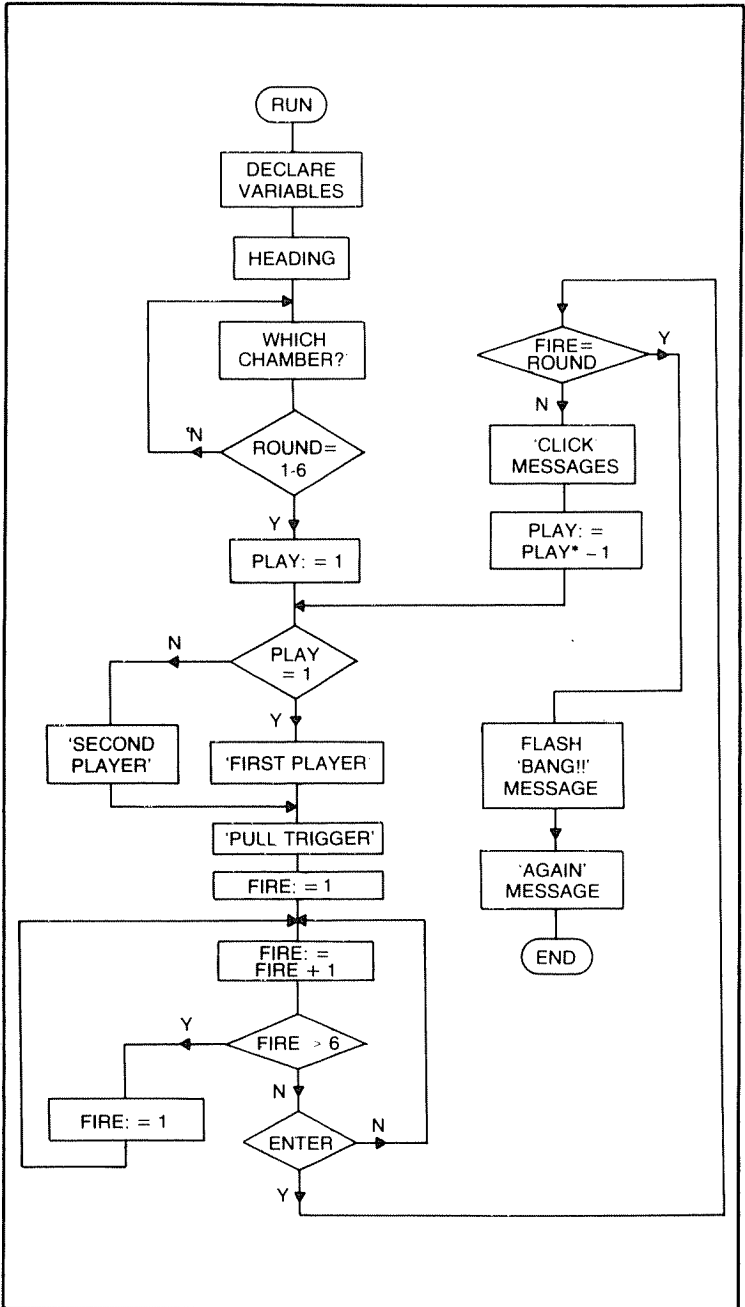 RUN
DECLARE
VARIABLES
HEADING
WHICH
CHAMBER?
N
ROUND=
1-6
Y
PLAY: = 1
N
PLAY
= 1
Y
'SECOND
PLAYER'
'FIRST PLAYER
'PULL TRIGGER'
FIRE: = 1
FIRE: =
FIRE + 1
Y
FIRE > 6
N
FIRE: = 1
ENTER
N
Y
FIRE=
ROUND
Y
N
'CLICK
MESSAGES
PLAY: =
PLAY* - 1
FLASH
'BANG!!'
MESSAGE
'AGAIN'
MESSAGE
END